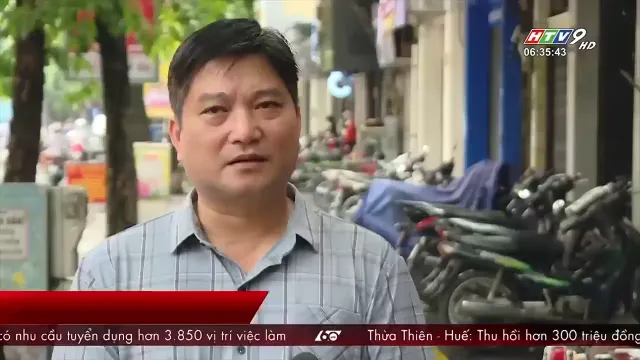 HTV9 HD
06:35:43
có nhu cầu tuyển dụng hơn 3.850 vị trí việc làm 60 Thừa Thiên - Huế: Thu hồi hơn 300 triệu đồng